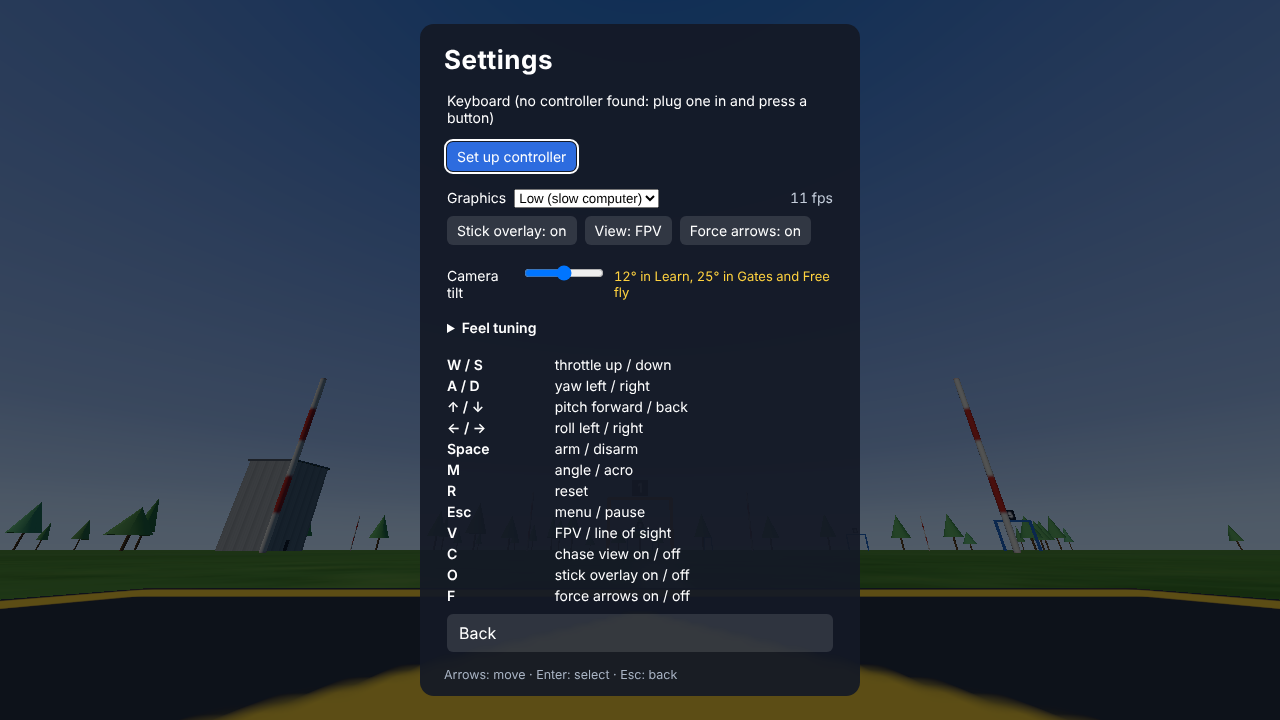 Settings
Keyboard (no controller found: plug one in and press a
button)
Set up controller
Graphics Low (slow computer) 11 fps
Stick overlay: on View: FPV Force arrows: on
Camera tilt 12° in Learn, 25° in Gates and Free fly
Feel tuning
W / S throttle up / down
A / D yaw left / right
↑ / ↓ pitch forward / back
← / → roll left / right
Space arm / disarm
M angle / acro
R reset
Esc menu / pause
V FPV / line of sight
C chase view on / off
O stick overlay on / off
F force arrows on / off
Back
Arrows: move · Enter: select · Esc: back